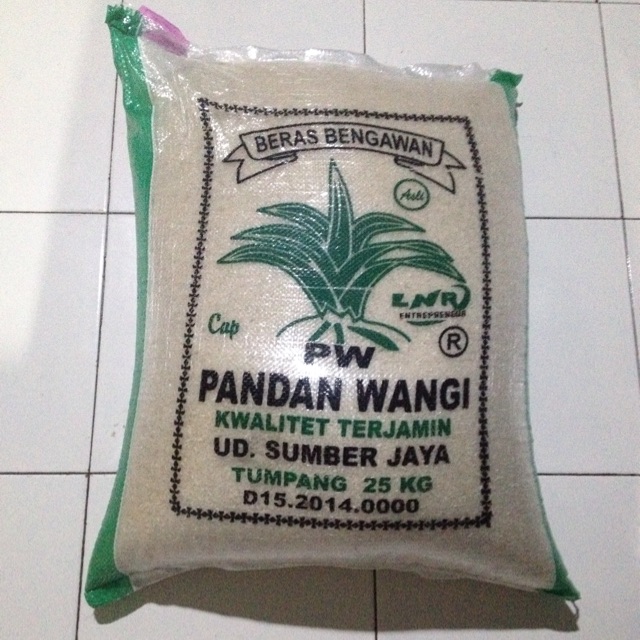 BERAS BENGAWAN
Asli
LNR
ENTREPRENEUR
Cap
®
PW
PANDAN WANGI
KWALITET TERJAMIN
UD. SUMBER JAYA
TUMPANG 25 KG
D15.2014.0000